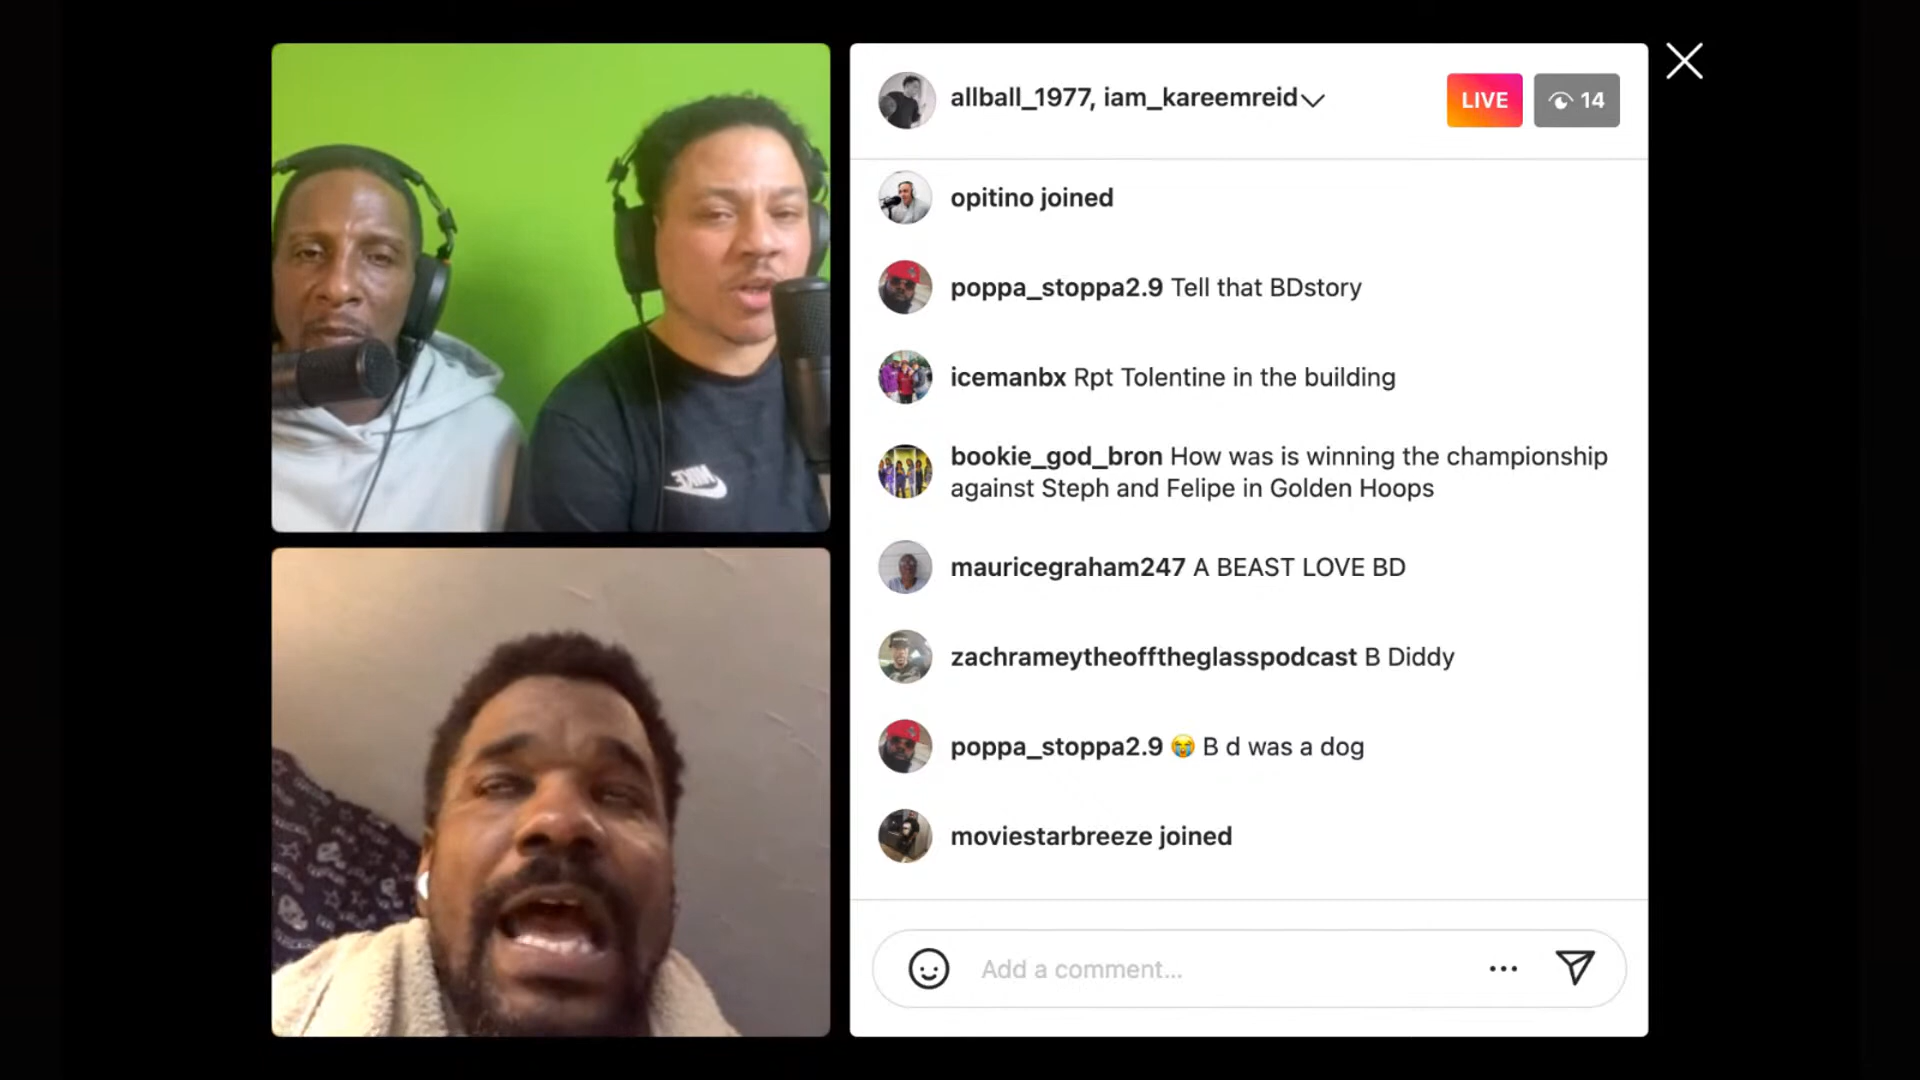 allball_1977, iam_kareemreid
LIVE
14
opitino joined
poppa_stoppa2.9 Tell that BDstory
icemanbx Rpt Tolentine in the building
bookie_god_bron How was is winning the championship
against Steph and Felipe in Golden Hoops
mauricegraham247 A BEAST LOVE BD
zachrameytheofftheglasspodcast B Diddy
poppa_stoppa2.9 😭 B d was a dog
moviestarbreeze joined
Add a comment...
NIKE